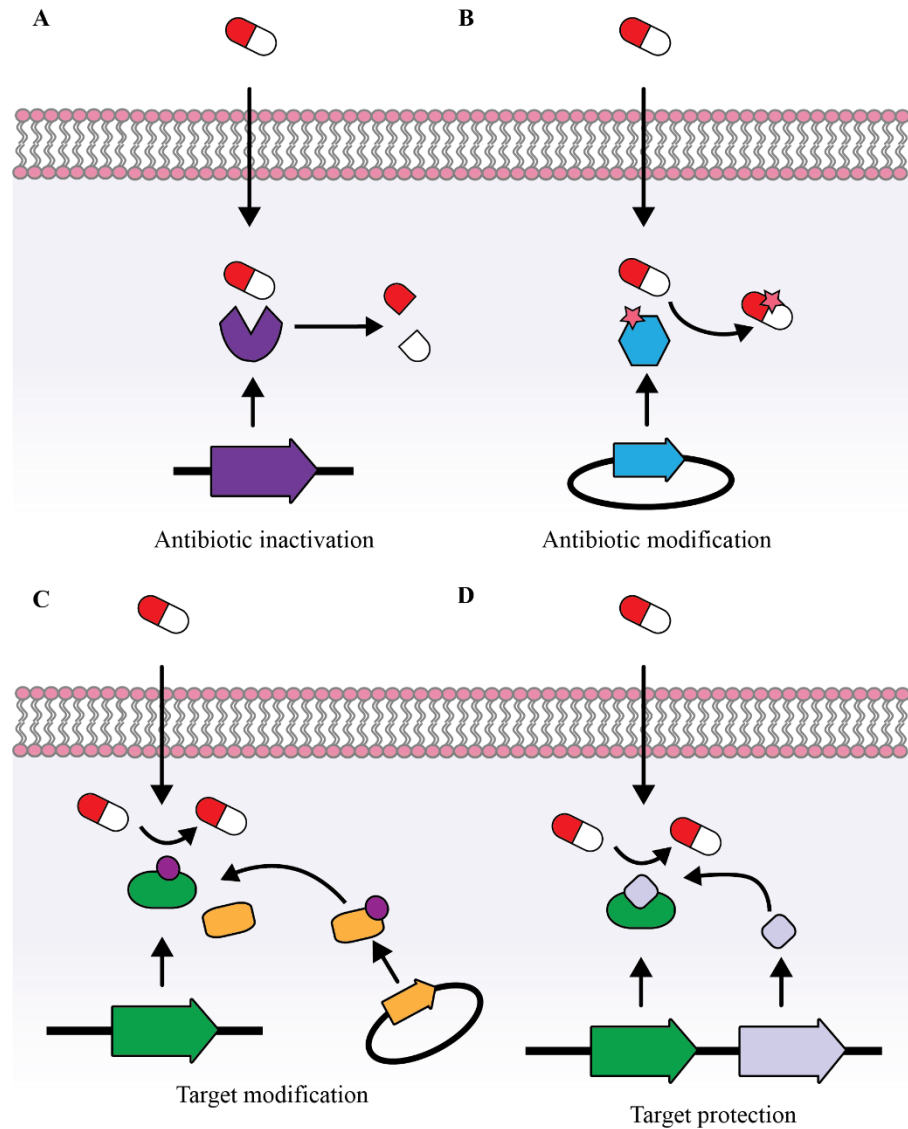 A
B
Antibiotic inactivation
Antibiotic modification
C
D
Target modification
Target protection